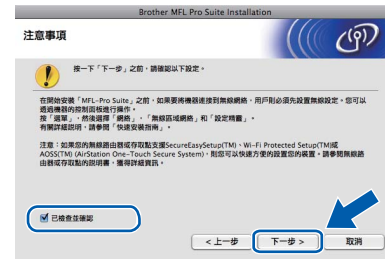 Brother MFL Pro Suite Installation
注意事項
按一下「下一步」之前，請確認以下設定。
在開始安裝「MFL-Pro Suite」之前，如果要將機器連接到無線網絡，用戶則必須先設置無線設定。您可以
透過機器的控制面板進行操作。
按「選單」，然後選擇「網絡」、「無線區域網絡」和「設定精靈」。
有關詳細說明，請參閱「快速安裝指南」。
注意：如果您的無線路由器或存取點支援SecureEasySetup(TM)、Wi-Fi Protected Setup(TM)或
AOSS(TM) (AirStation One-Touch Secure System)，則您可以快速方便的設置您的裝置。請參閱無線路
由器或存取點的說明書，獲得詳細資訊。
已檢查並確認
< 上一步
下一步 >
取消